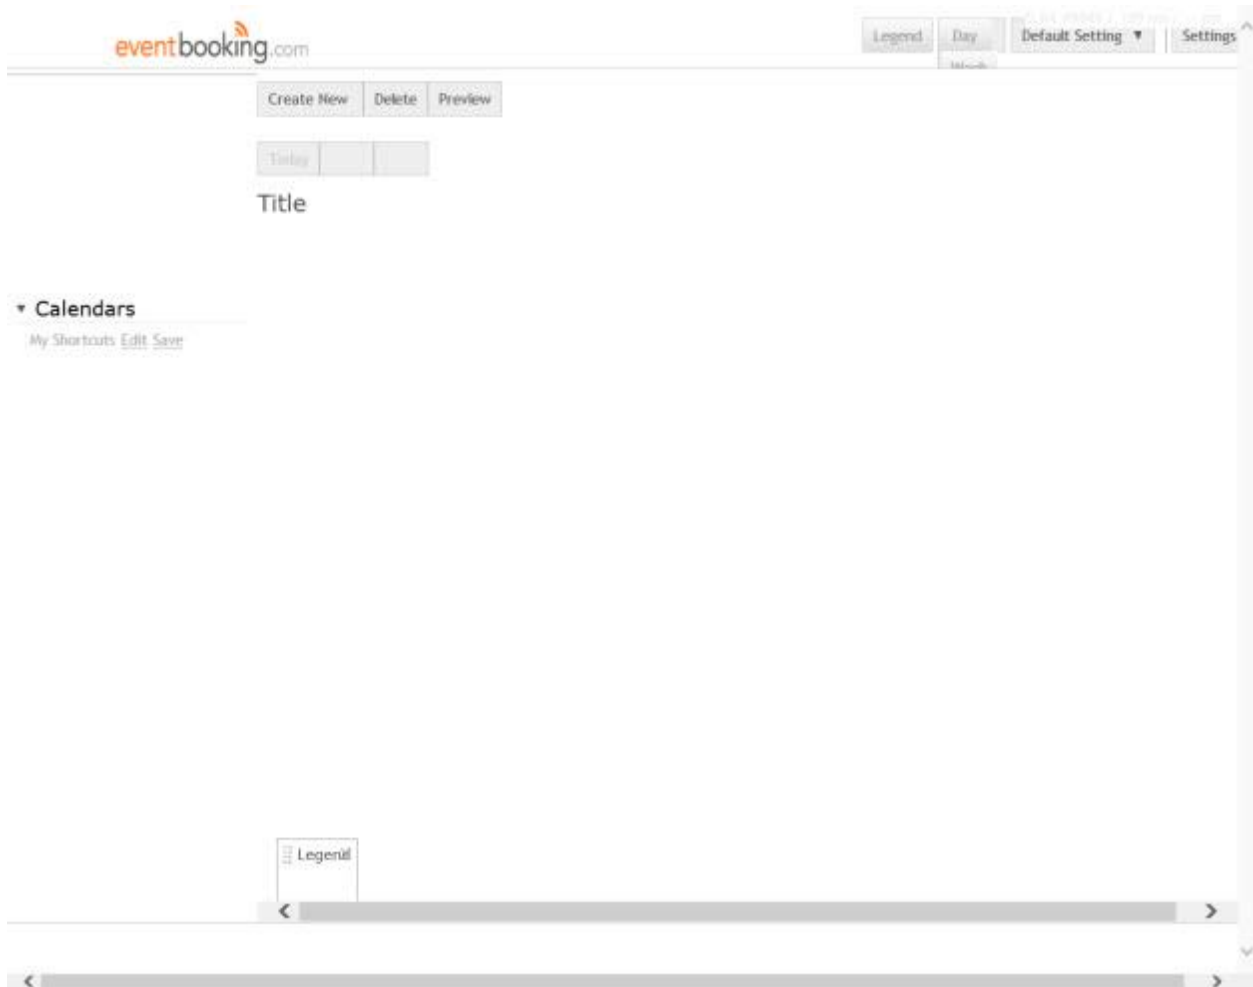 eventbooking.com
Legend Day Default Setting ▼ Settings
Week
Create New Delete Preview
Today
Title
Calendars
My Shortcuts Edit Save
Legend